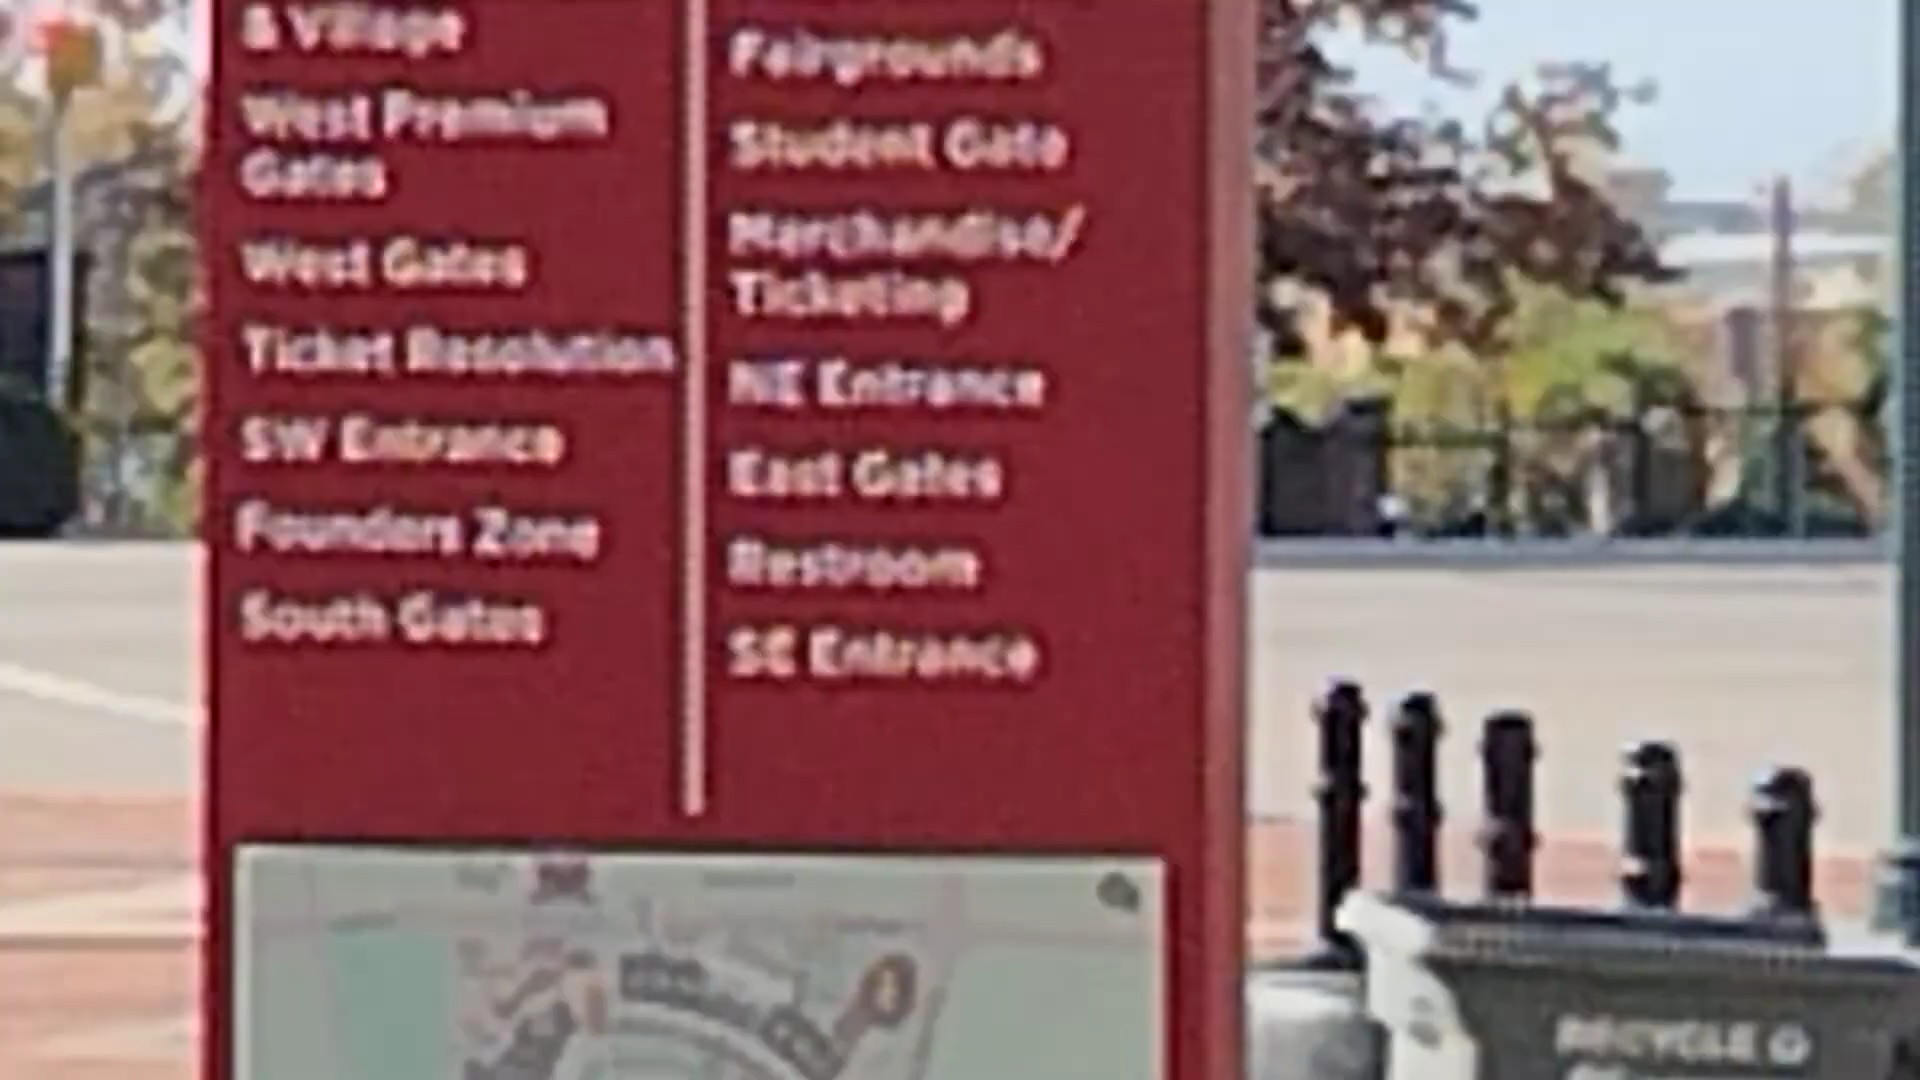 & Village
West Premium
Gates
West Gates
Ticket Resolution
SW Entrance
Founders Zone
South Gates
Fairgrounds
Student Gate
Merchandise/
Ticketing
NE Entrance
East Gates
Restroom
SE Entrance
RECYCLE